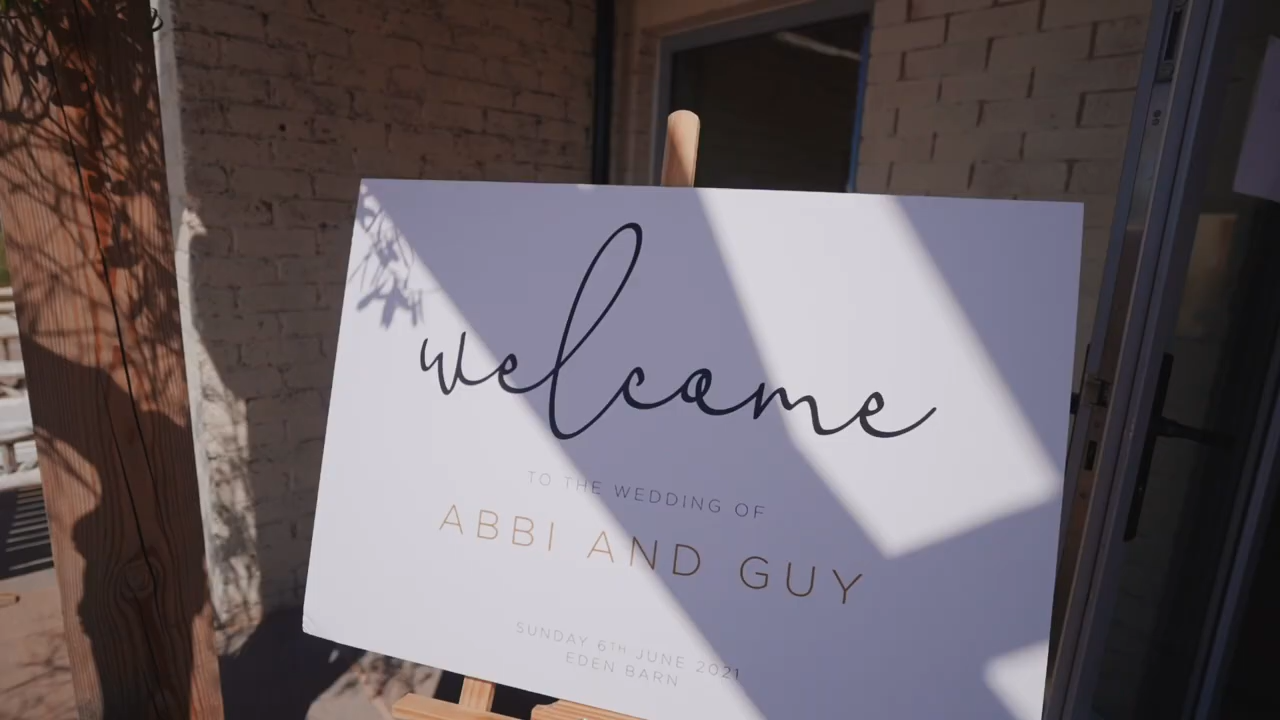 welcome
TO THE WEDDING OF
ABBI AND GUY
SUNDAY 6TH JUNE 2021
EDEN BARN